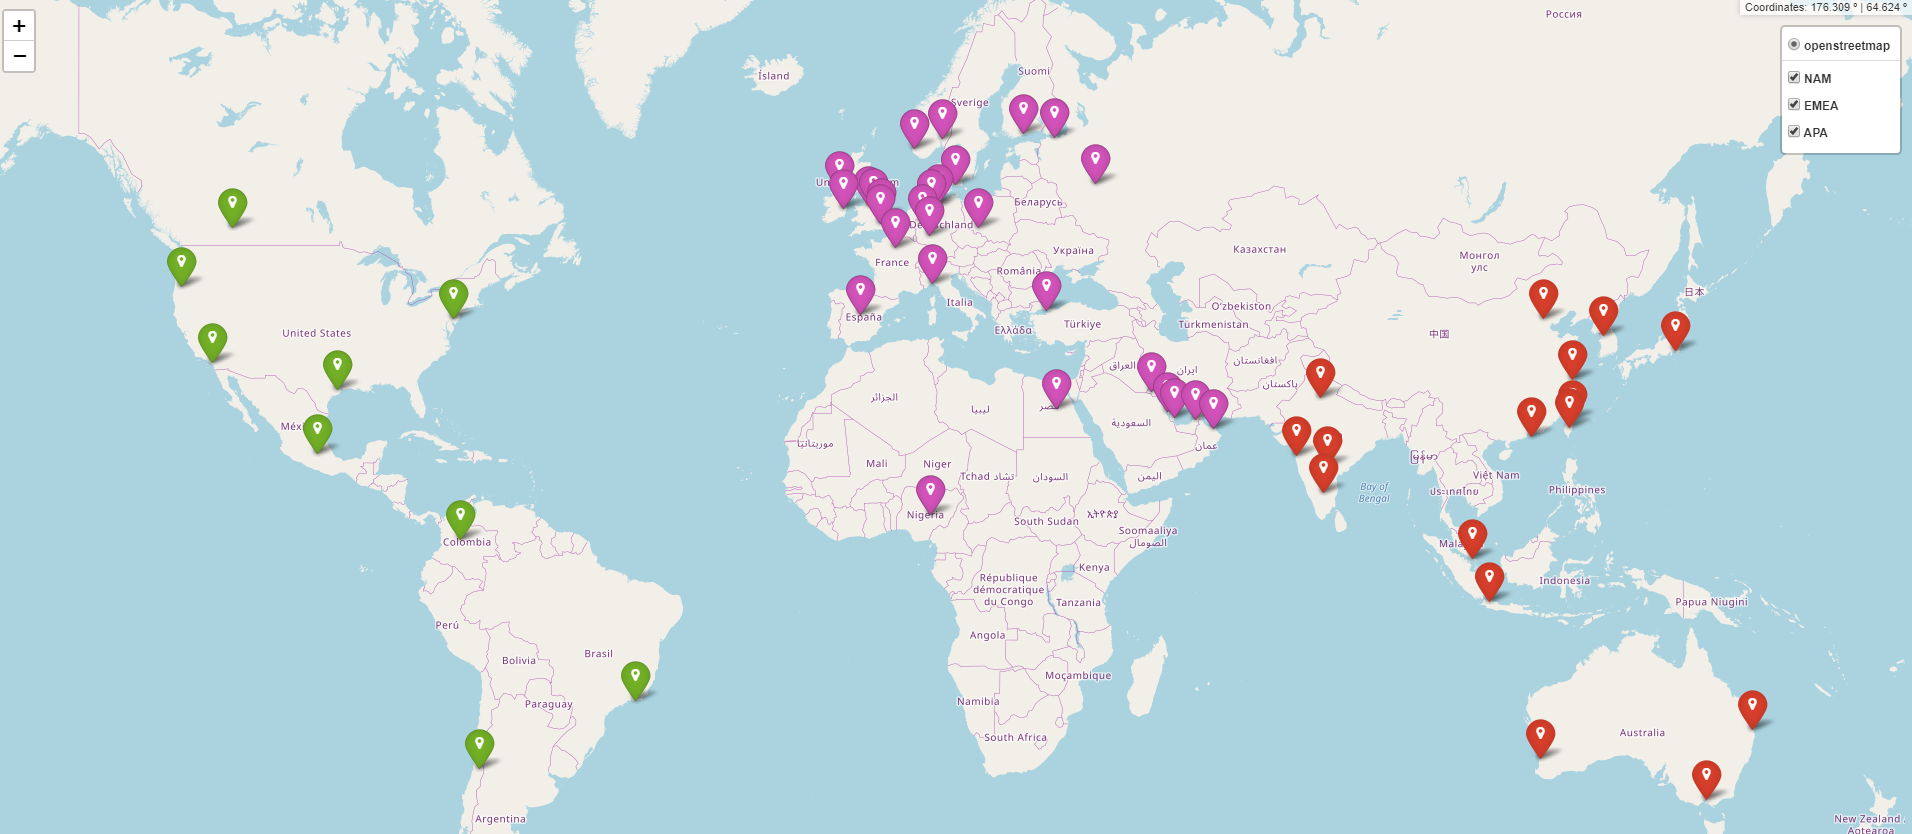 Россия
Coordinates: 176.309 ° | 64.624 °
+
−
openstreetmap
NAM
EMEA
APA
Ísland
Suomi
Sverige
Беларусь
Deutschland
Україна
Казахстан
Монгол
улс
France
România
日本
Italia
Oʻzbekiston
España
Türkiye
Türkmenistan
Ελλάδα
United States
中国
العراق
ایران
افغانستان
پاکستان
الجزائر
ليبيا
السعودية
Méxi
موريتانيا
عمان
Mali
Niger
Tchad تشاد
السودان
اليمن
Việt Nam
ประเทศไทย
Bay of
Bengal
Philippines
Nigeria
South Sudan
ኢትዮጵያ
Soomaaliya
الصومال
Colombia
Mala
Kenya
République
démocratique
du Congo
Indonesia
Tanzania
Papua Niugini
Perú
Angola
Brasil
Bolivia
Moçambique
Namibia
Paraguay
South Africa
Australia
Argentina
New Zealand
Aotearoa